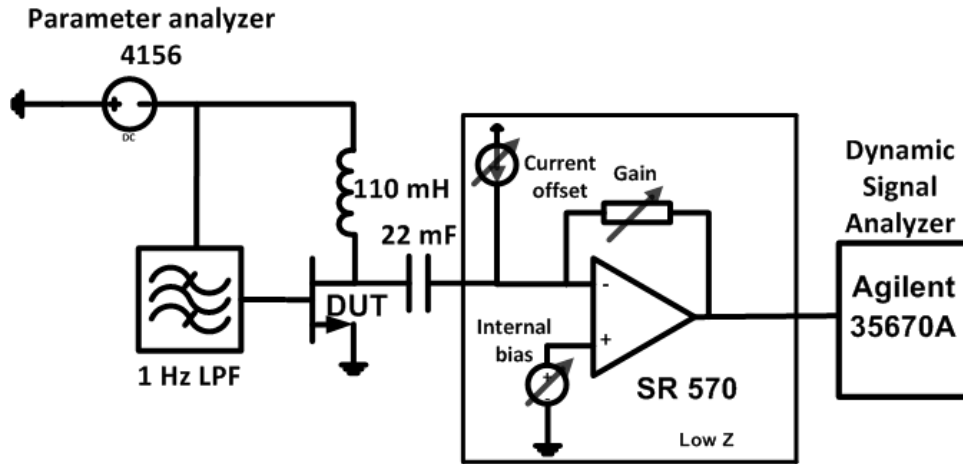 Parameter analyzer
4156
+
-
DC
110 mH
22 mF
DUT
1 Hz LPF
Current
offset
Gain
-
+
Internal
bias
+
-
SR 570
Low Z
Dynamic
Signal
Analyzer
Agilent
35670A